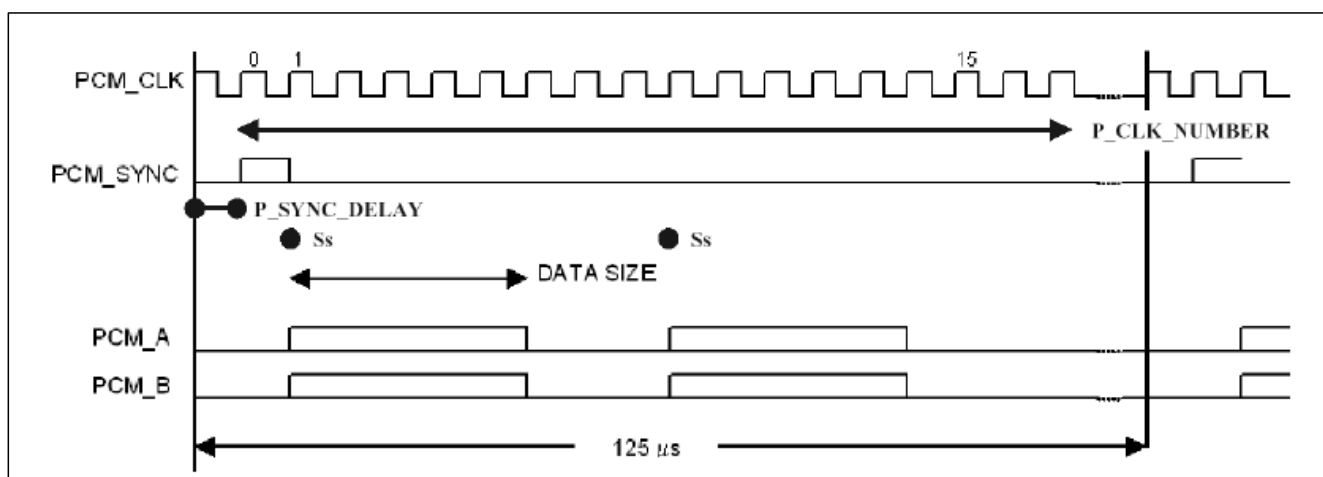 0 1 15
PCM_CLK
P_CLK_NUMBER
PCM_SYNC
P_SYNC_DELAY
Ss Ss
DATA SIZE
PCM_A
PCM_B
125 µs